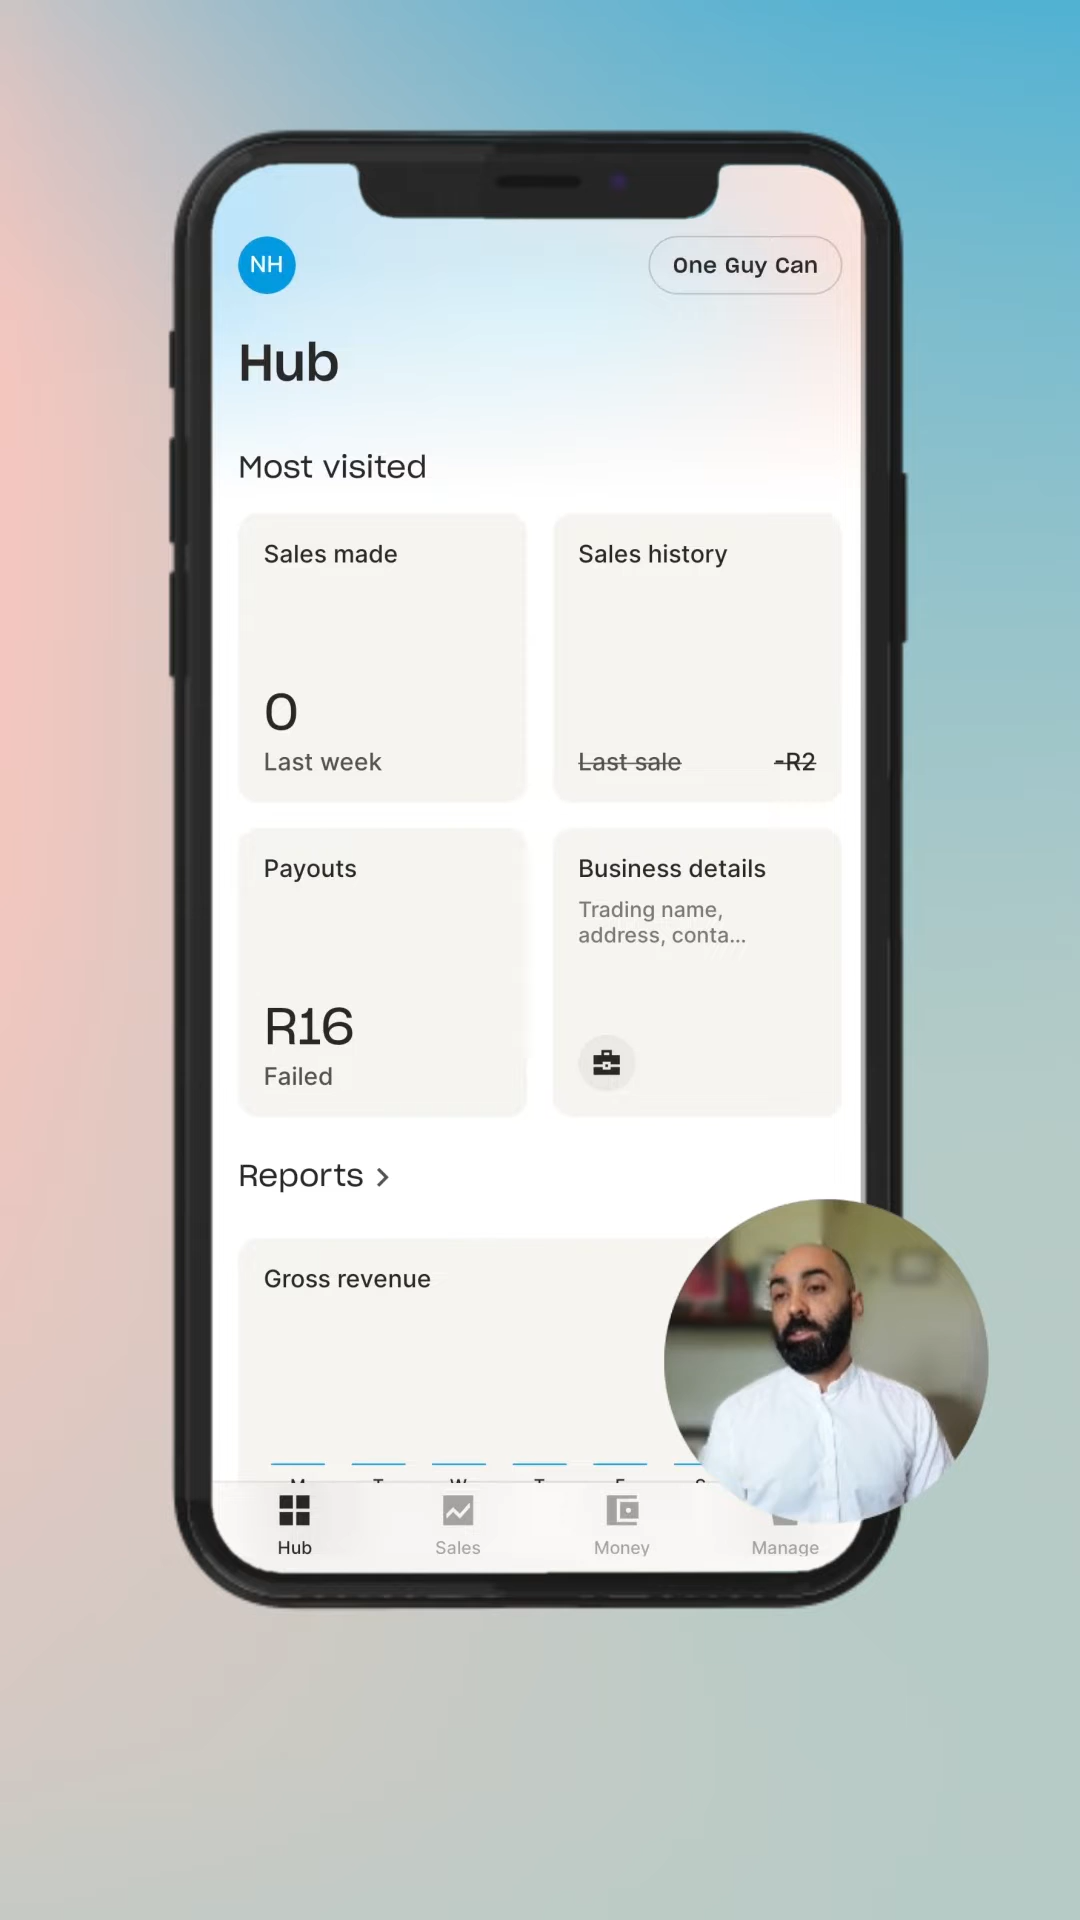 NH
One Guy Can
Hub
Most visited
Sales made
Sales history
0
Last week
Last sale
-R2
Payouts
Business details
Trading name,
address, conta...
R16
Failed
Reports
Gross revenue
M T W T F S
Hub
Sales
Money
Manage